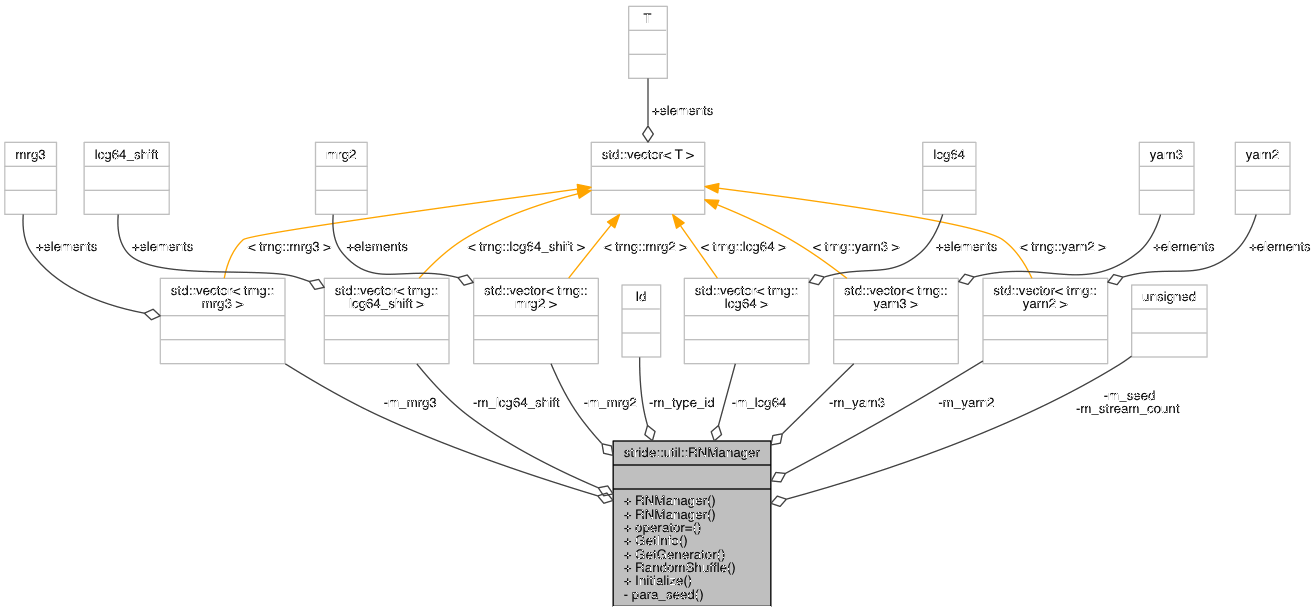 T
+elements
mrg3
lcg64_shift
mrg2
std::vector< T >
lcg64
yarn3
yarn2
+elements
+elements
+elements
+elements
+elements
+elements
< trng::mrg3 >
< trng::lcg64_shift >
< trng::mrg2 >
< trng::lcg64 >
< trng::yarn3 >
< trng::yarn2 >
std::vector< trng::
mrg3 >
std::vector< trng::
lcg64_shift >
std::vector< trng::
mrg2 >
Id
std::vector< trng::
lcg64 >
std::vector< trng::
yarn3 >
std::vector< trng::
yarn2 >
unsigned
-m_mrg3
-m_lcg64_shift
-m_mrg2
-m_type_id
-m_lcg64
-m_yarn3
-m_yarn2
-m_seed
-m_stream_count
stride::util::RNManager
+ RNManager()
+ RNManager()
+ operator=()
+ GetInfo()
+ GetGenerator()
+ RandomShuffle()
+ Initialize()
- para_seed()